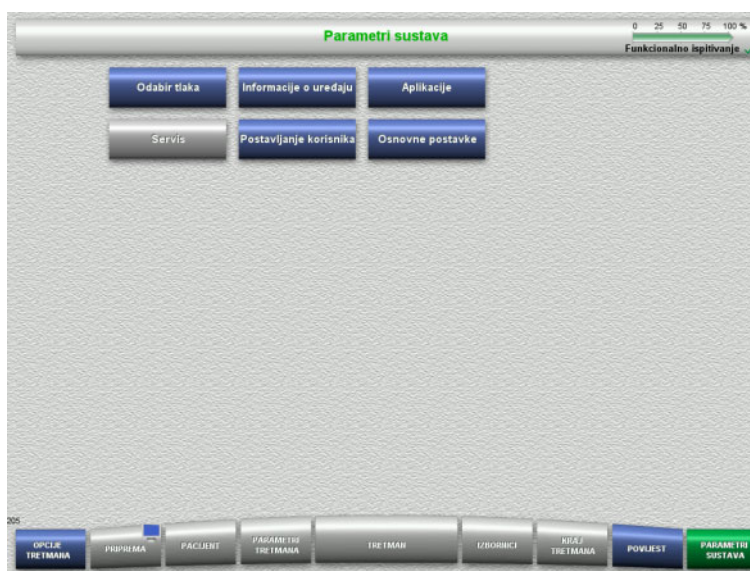 Parametri sustava
0 25 50 75 100 %
Funkcionalno ispitivanje
Odabir tlaka Informacije o uređaju Aplikacije
Servis Postavljanje korisnika Osnovne postavke
205
OPCIJE TRETMANA
PRIPREMA
PACIJENT
PARAMETRI TRETMANA
TRETMAN
IZBORNICI
KRAJ TRETMANA
POVIJEST
PARAMETRI SUSTAVA